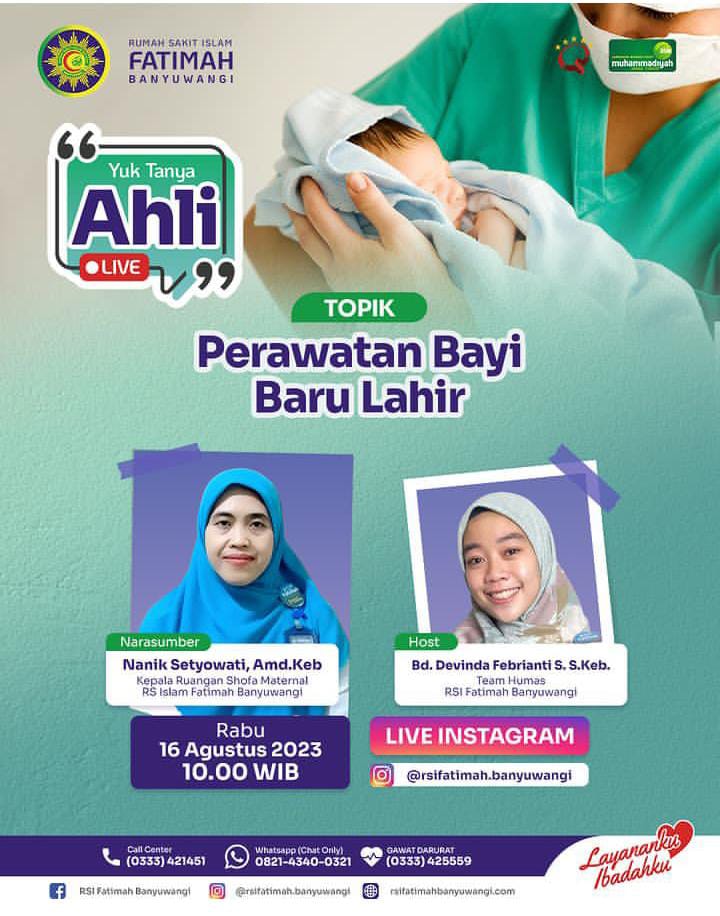 RUMAH SAKIT ISLAM
FATIMAH
BANYUWANGI
muhammadiyah
Yuk Tanya
Ahli
LIVE
TOPIK
Perawatan Bayi
Baru Lahir
Narasumber
Nanik Setyowati, Amd.Keb
Kepala Ruangan Shofa Maternal
RS Islam Fatimah Banyuwangi
Host
Bd. Devinda Febrianti S. S.Keb.
Team Humas
RSI Fatimah Banyuwangi
Rabu
16 Agustus 2023
10.00 WIB
LIVE INSTAGRAM
@rsifatimah.banyuwangi
Call Center
(0333) 421451
Whatsapp (Chat Only)
0821-4340-0321
GAWAT DARURAT
(0333) 425559
Layananku
Ibadahku
RSI Fatimah Banyuwangi
@rsifatimah.banyuwangi
rsifatimahbanyuwangi.com